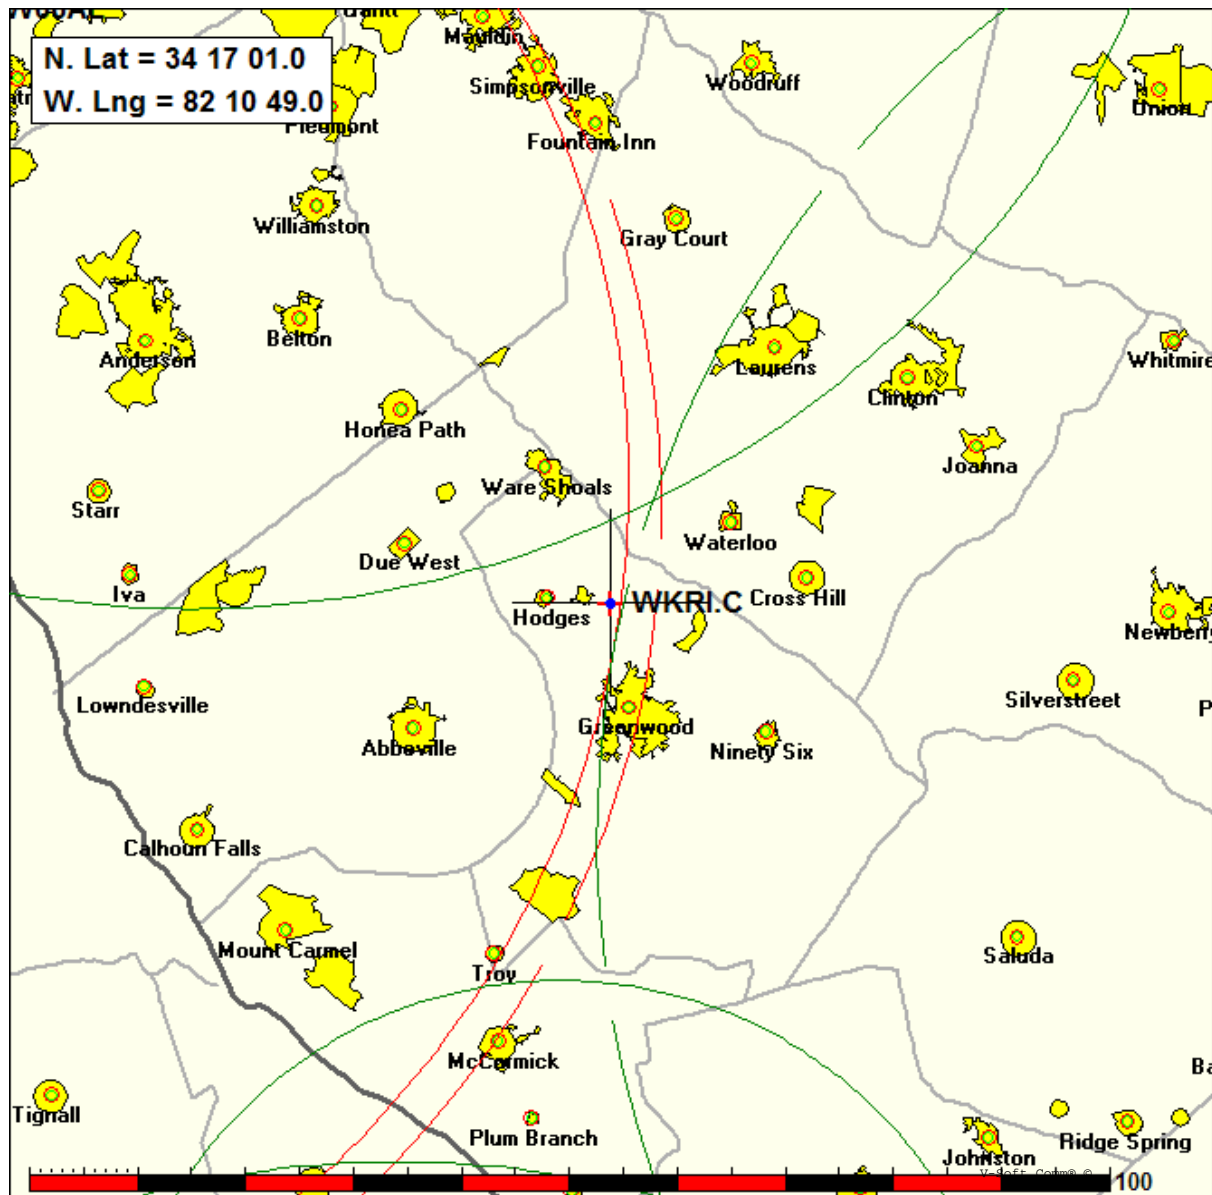 Mauldin
N. Lat = 34 17 01.0
W. Lng = 82 10 49.0
Simpsonville
Woodruff
Union
Piedmont
Fountain Inn
Williamston
Gray Court
Belton
Anderson
Laurens
Whitmire
Clinton
Honea Path
Joanna
Ware Shoals
Starr
Waterloo
Due West
Iva
Cross Hill
WKRI.C
Hodges
Newberry
Lowndesville
Silverstreet
P
Greenwood
Abbeville
Ninety Six
Calhoun Falls
Mount Carmel
Saluda
Troy
McCormick
Ba
Tignall
Plum Branch
Ridge Spring
Johnston
V-Soft Comm® ©
100